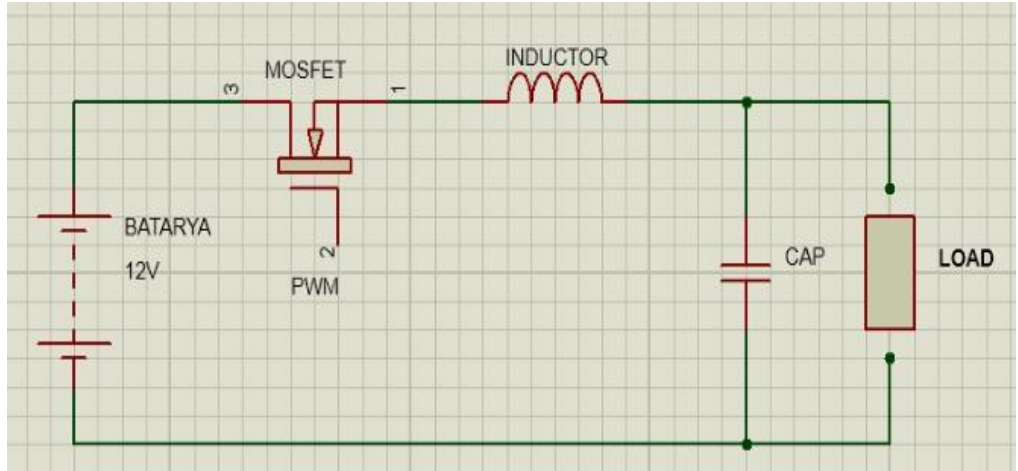 INDUCTOR
MOSFET
3
1
BATARYA
12V
2
PWM
CAP
LOAD